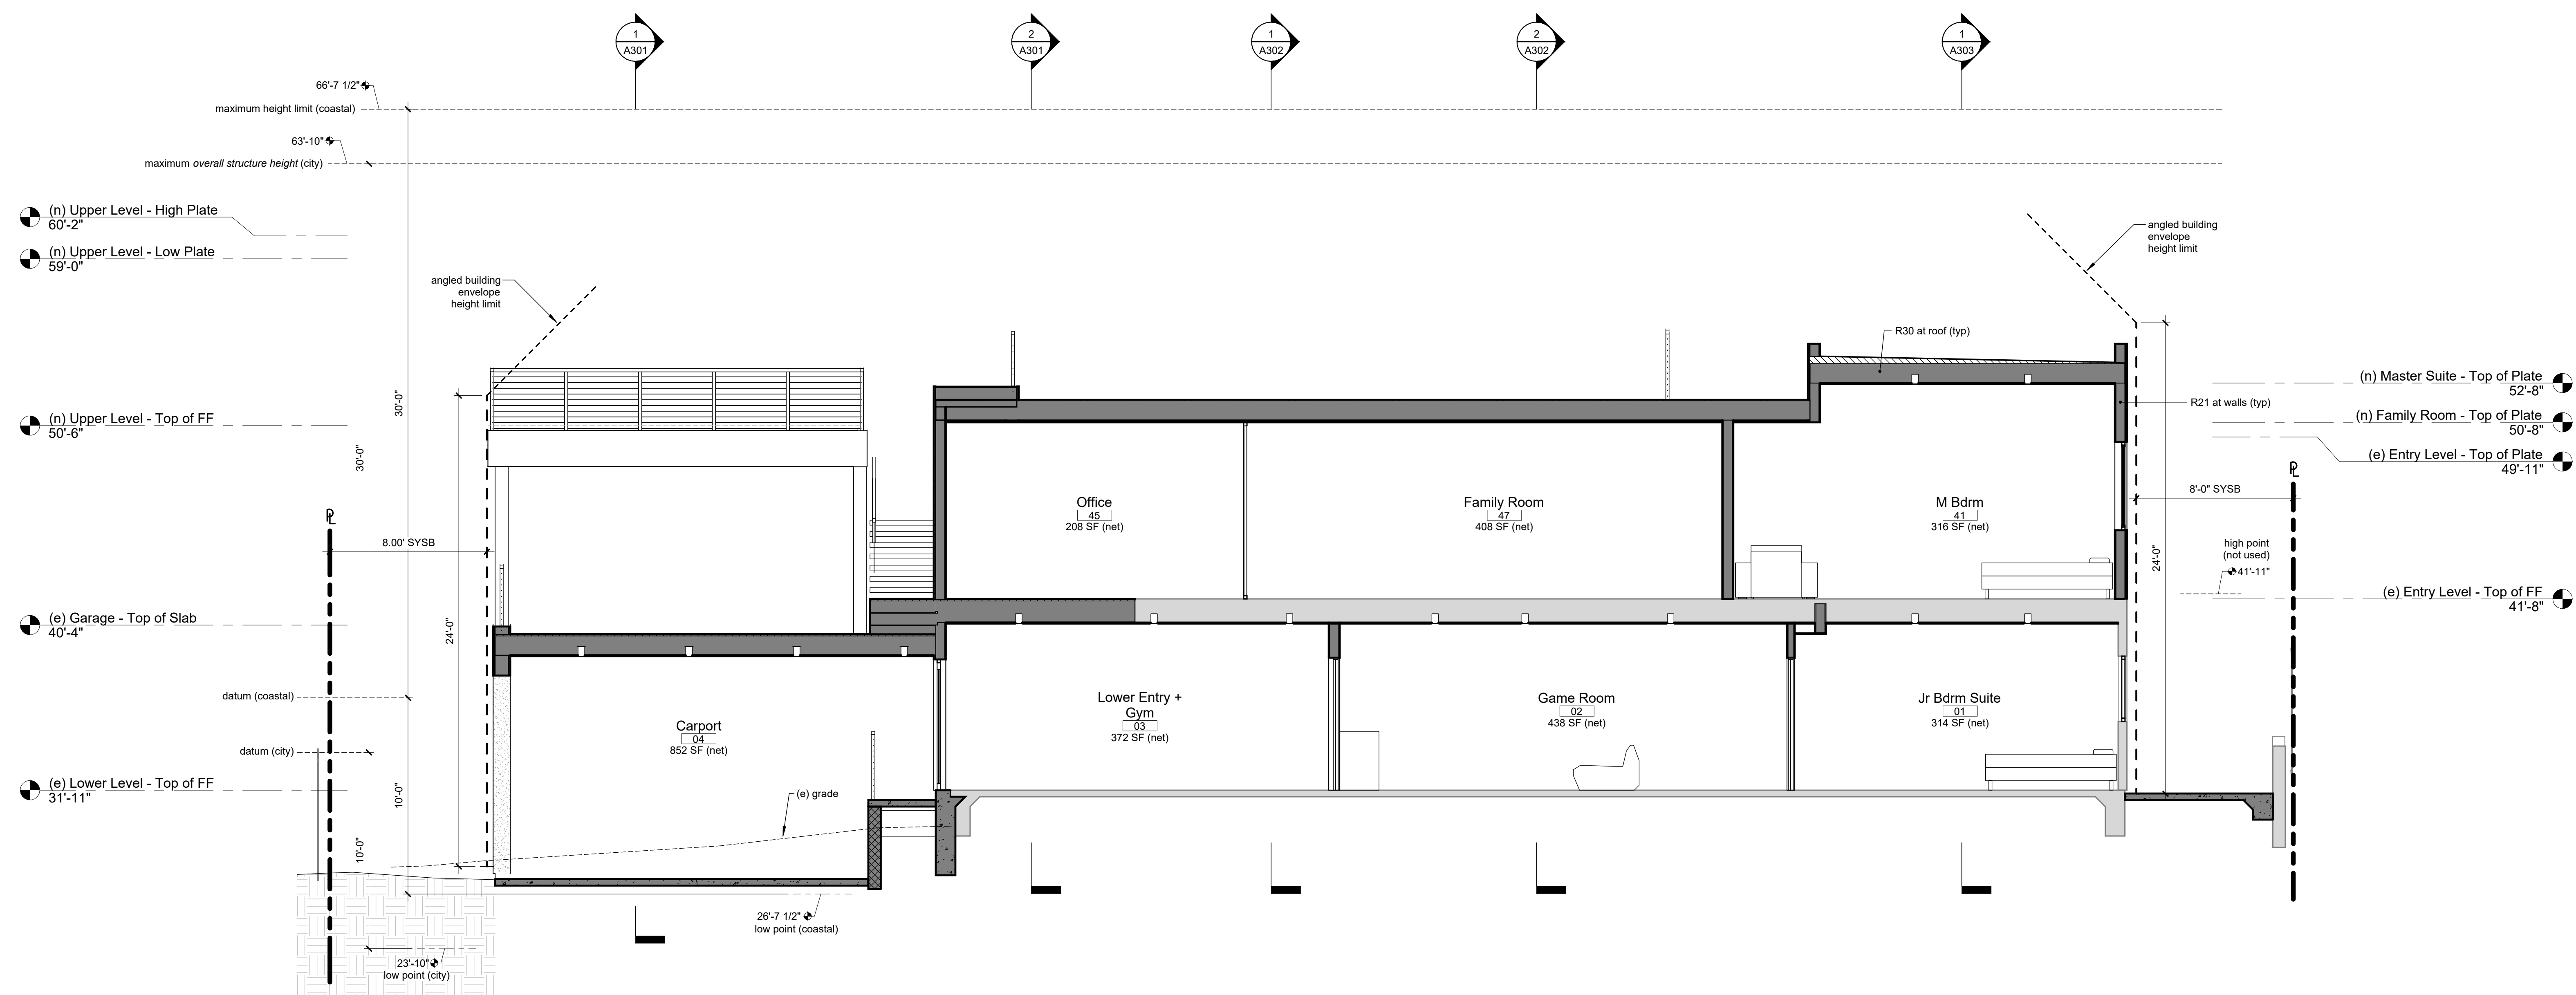 1
A301
2
A301
1
A302
2
A302
1
A303
66'-7 1/2"
maximum height limit (coastal)
63'-10"
maximum overall structure height (city)
(n) Upper Level - High Plate
60'-2"
(n) Upper Level - Low Plate
59'-0"
(n) Upper Level - Top of FF
50'-6"
(e) Garage - Top of Slab
40'-4"
datum (coastal)
datum (city)
(e) Lower Level - Top of FF
31'-11"
30'-0"
30'-0"
10'-0"
10'-0"
24'-0"
angled building
envelope
height limit
PL
8.00' SYSB
Office
45
208 SF (net)
Family Room
47
408 SF (net)
M Bdrm
41
316 SF (net)
Carport
04
852 SF (net)
Lower Entry +
Gym
03
372 SF (net)
Game Room
02
438 SF (net)
Jr Bdrm Suite
01
314 SF (net)
(e) grade
26'-7 1/2"
low point (coastal)
23'-10"
low point (city)
R30 at roof (typ)
R21 at walls (typ)
angled building
envelope
height limit
(n) Master Suite - Top of Plate
52'-8"
(n) Family Room - Top of Plate
50'-8"
(e) Entry Level - Top of Plate
49'-11"
PL
8'-0" SYSB
24'-0"
high point
(not used)
41'-11"
(e) Entry Level - Top of FF
41'-8"